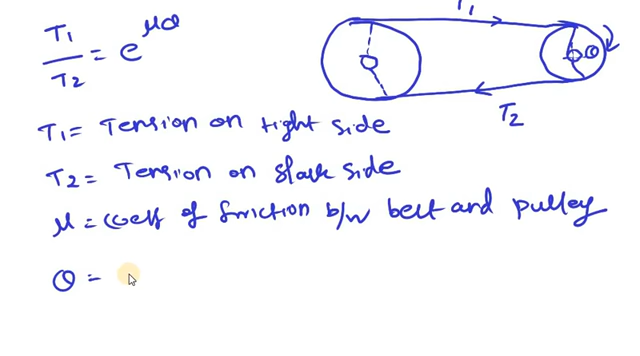 T₁/T₂ = e^μθ
T₁
θ
T₂
T₁ = Tension on tight side
T₂ = Tension on slack side
μ = coeff of friction b/w belt and pulley
θ =